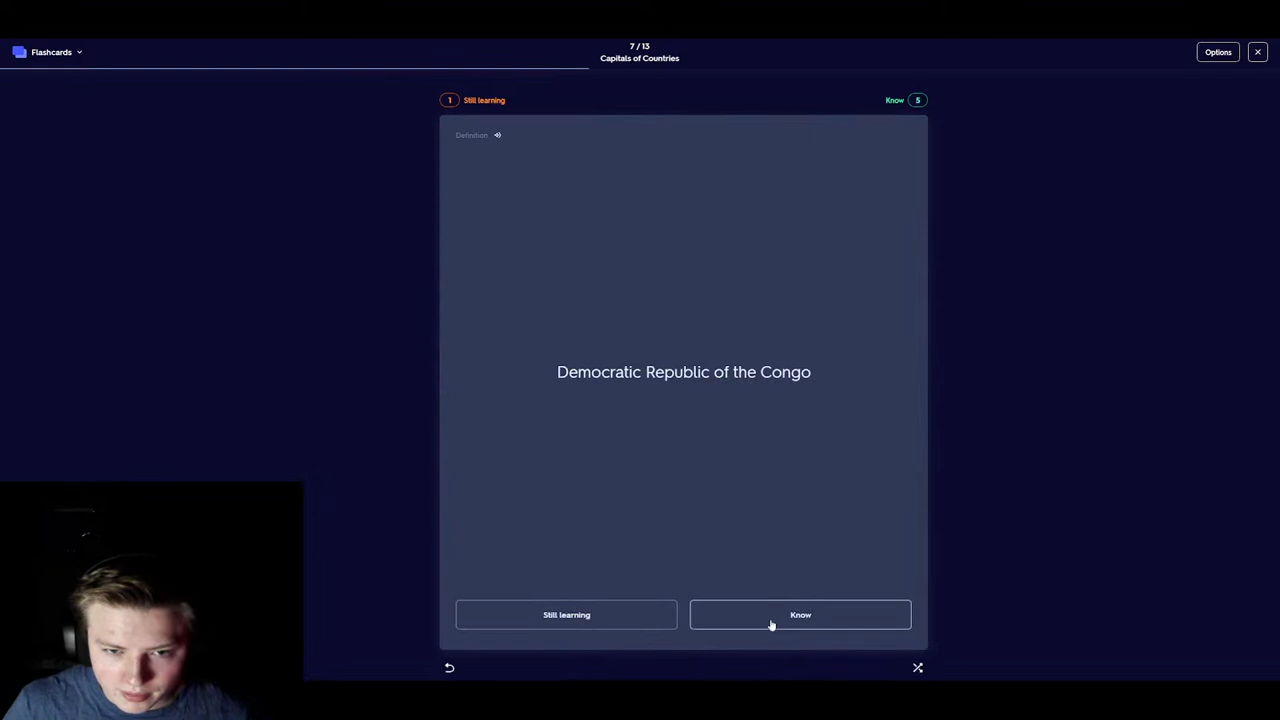 Flashcards
7 / 13
Capitals of Countries
Options
1 Still learning
Know 5
Definition
Democratic Republic of the Congo
Still learning
Know